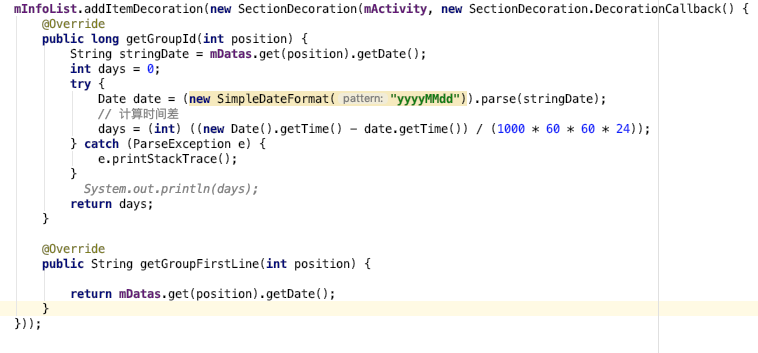 mInfoList.addItemDecoration(new SectionDecoration(mActivity, new SectionDecoration.DecorationCallback() {
@Override
public long getGroupId(int position) {
String stringDate = mDatas.get(position).getDate();
int days = 0;
try {
Date date = (new SimpleDateFormat( pattern: "yyyyMMdd")).parse(stringDate);
// 计算时间差
days = (int) ((new Date().getTime() - date.getTime()) / (1000 * 60 * 60 * 24));
} catch (ParseException e) {
e.printStackTrace();
}
System.out.println(days);
return days;
}
@Override
public String getGroupFirstLine(int position) {
return mDatas.get(position).getDate();
}
}));